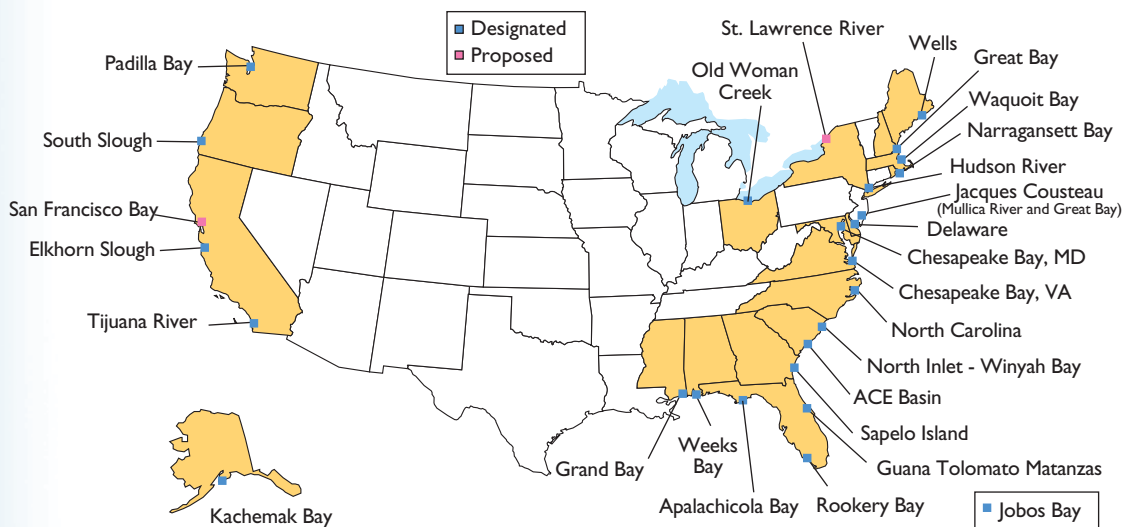 Designated
Proposed
St. Lawrence River
Wells
Great Bay
Padilla Bay
Old Woman
Creek
Waquoit Bay
Narragansett Bay
South Slough
Hudson River
Jacques Cousteau
(Mullica River and Great Bay)
San Francisco Bay
Delaware
Elkhorn Slough
Chesapeake Bay, MD
Chesapeake Bay, VA
Tijuana River
North Carolina
North Inlet - Winyah Bay
ACE Basin
Sapelo Island
Weeks
Bay
Grand Bay
Guana Tolomato Matanzas
Apalachicola Bay
Rookery Bay
Jobos Bay
Kachemak Bay